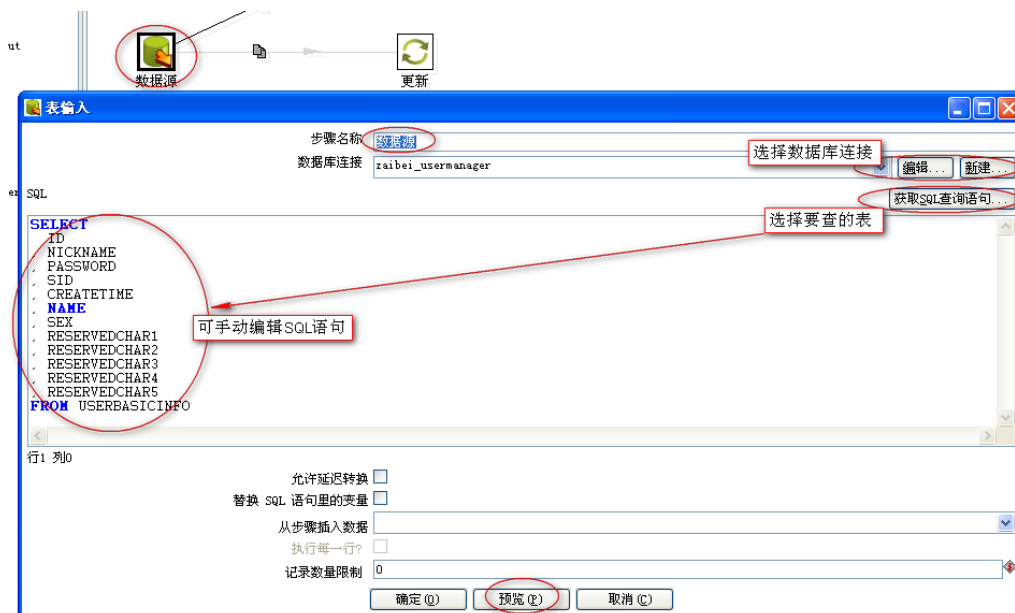 ut
数据源
更新
表输入
步骤名称 数据源
数据库连接 zaibei_usermanager
选择数据库连接
编辑... 新建...
er SQL
获取SQL查询语句...
选择要查的表
SELECT
ID
, NICKNAME
, PASSWORD
, SID
, CREATETIME
, NAME
, SEX
, RESERVEDCHAR1
, RESERVEDCHAR2
, RESERVEDCHAR3
, RESERVEDCHAR4
, RESERVEDCHAR5
FROM USERBASICINFO
可手动编辑SQL语句
行1 列0
允许延迟转换
替换 SQL 语句里的变量
从步骤插入数据
执行每一行?
记录数量限制 0
确定(O) 预览(P) 取消(C)